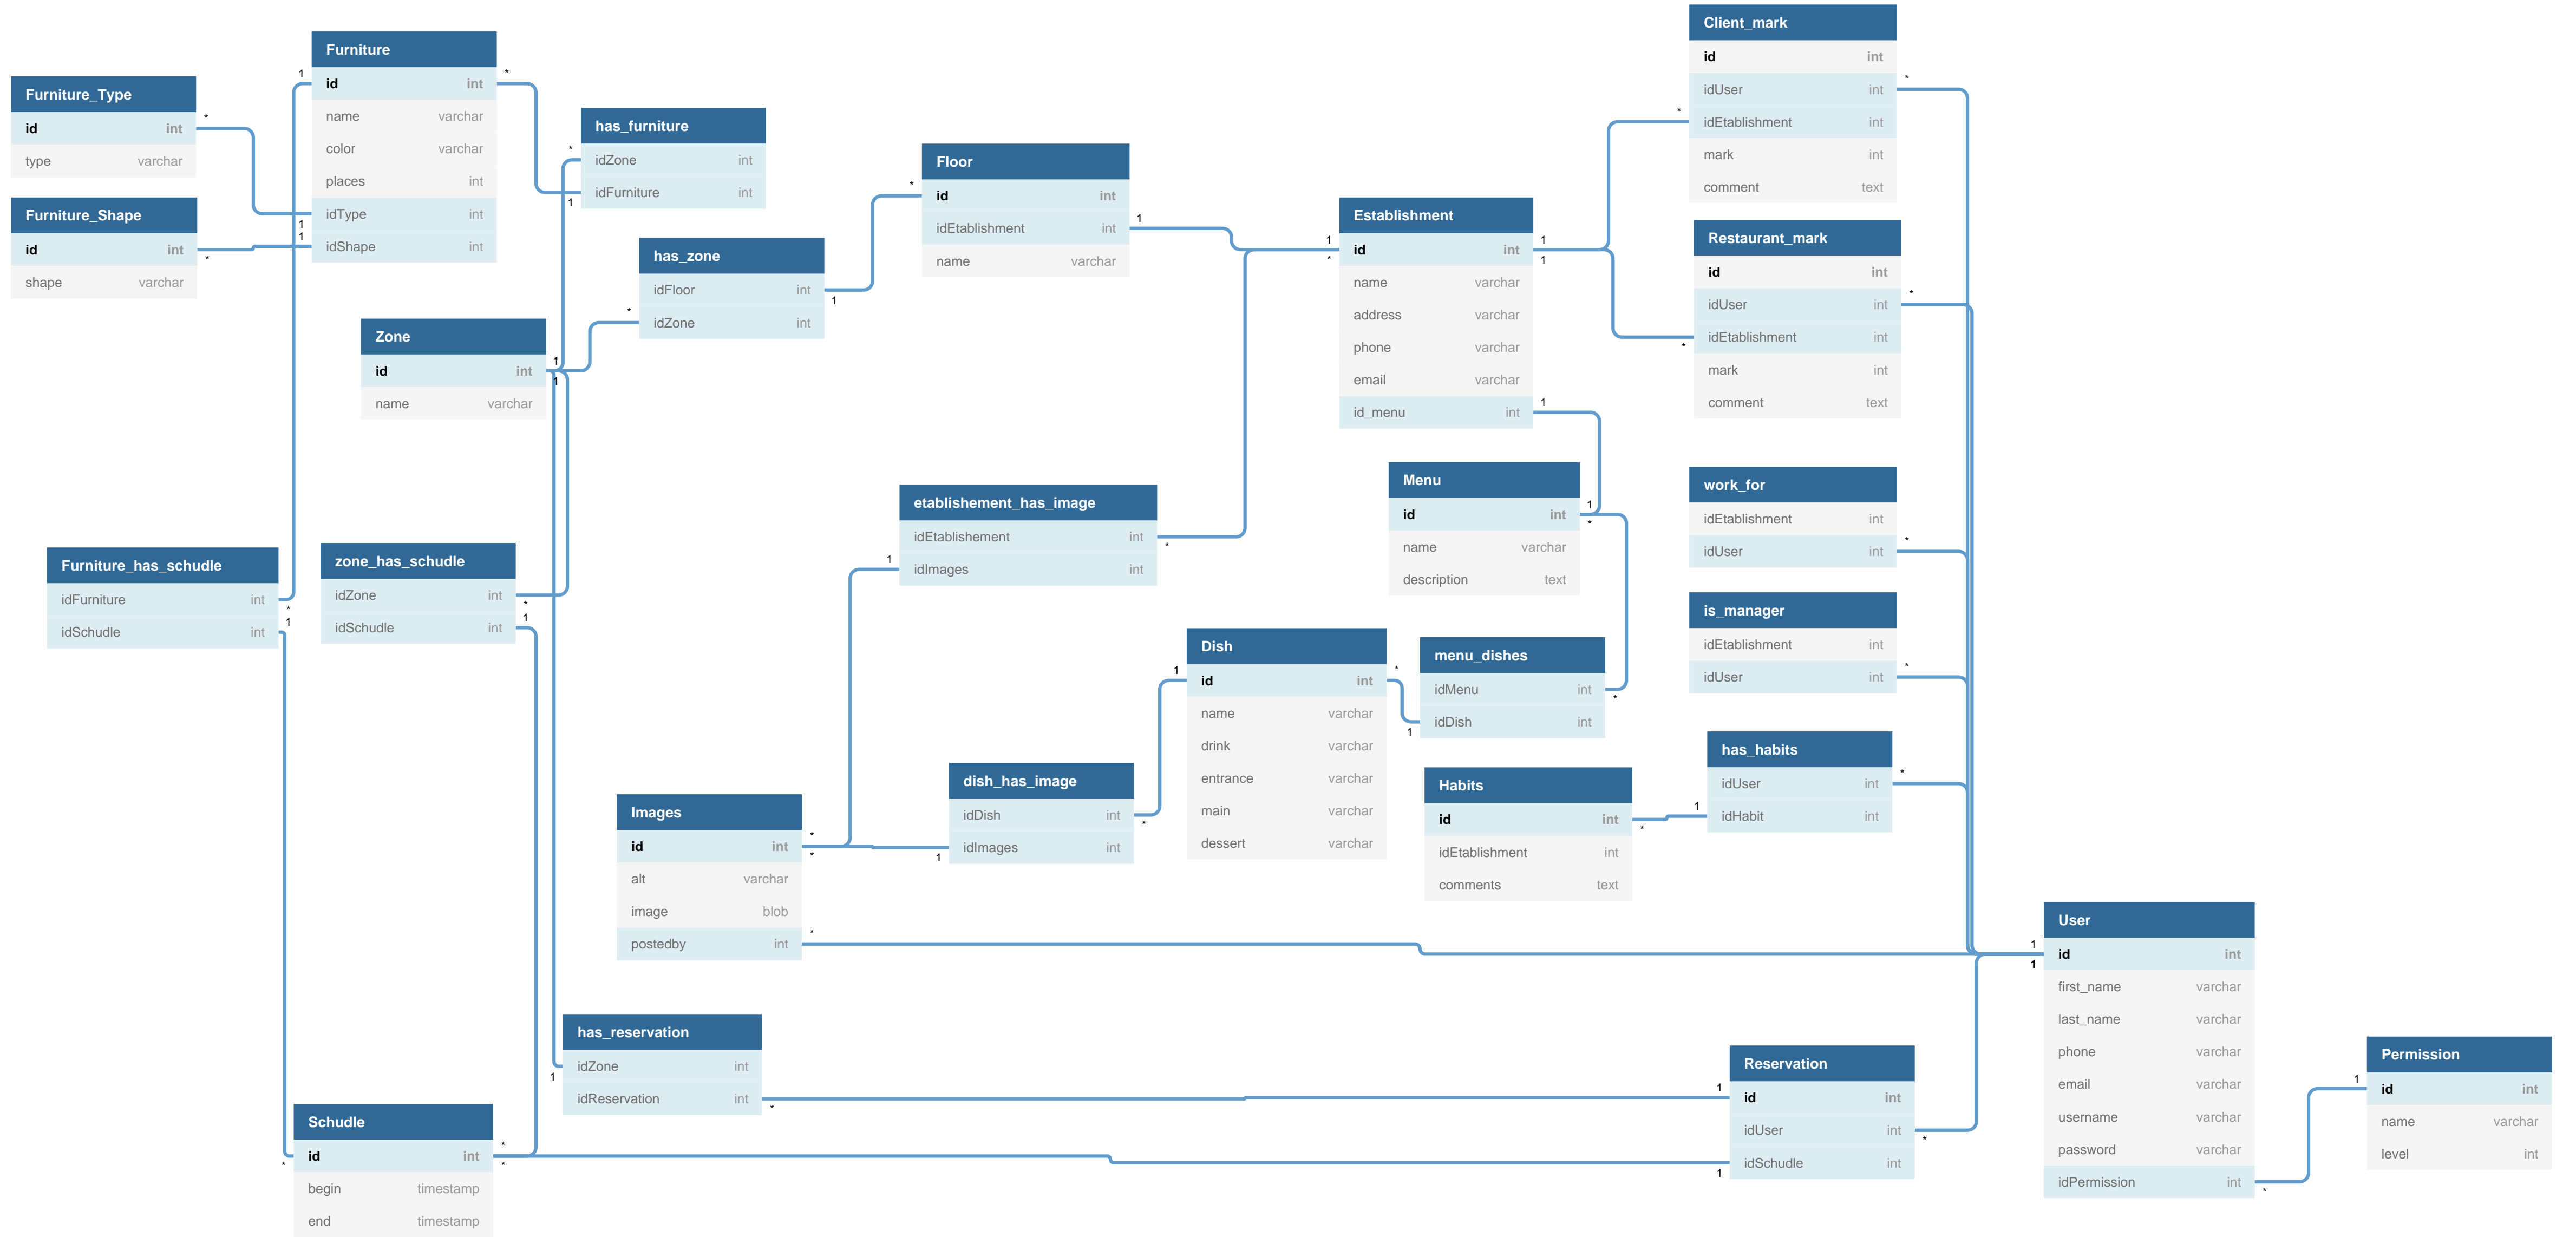 Furniture_Type
id int
type varchar
Furniture_Shape
id int
shape varchar
Furniture
id int
name varchar
color varchar
places int
idType int
idShape int
has_furniture
idZone int
idFurniture int
has_zone
idFloor int
idZone int
Zone
id int
name varchar
Floor
id int
idEtablishment int
name varchar
Establishment
id int
name varchar
address varchar
phone varchar
email varchar
id_menu int
Client_mark
id int
idUser int
idEtablishment int
mark int
comment text
Restaurant_mark
id int
idUser int
idEtablishment int
mark int
comment text
work_for
idEtablishment int
idUser int
is_manager
idEtablishment int
idUser int
Menu
id int
name varchar
description text
etablishement_has_image
idEtablishement int
idImages int
Furniture_has_schudle
idFurniture int
idSchudle int
zone_has_schudle
idZone int
idSchudle int
Dish
id int
name varchar
drink varchar
entrance varchar
main varchar
dessert varchar
menu_dishes
idMenu int
idDish int
has_habits
idUser int
idHabit int
Habits
id int
idEtablishment int
comments text
dish_has_image
idDish int
idImages int
Images
id int
alt varchar
image blob
postedby int
has_reservation
idZone int
idReservation int
Schudle
id int
begin timestamp
end timestamp
Reservation
id int
idUser int
idSchudle int
User
id int
first_name varchar
last_name varchar
phone varchar
email varchar
username varchar
password varchar
idPermission int
Permission
id int
name varchar
level int